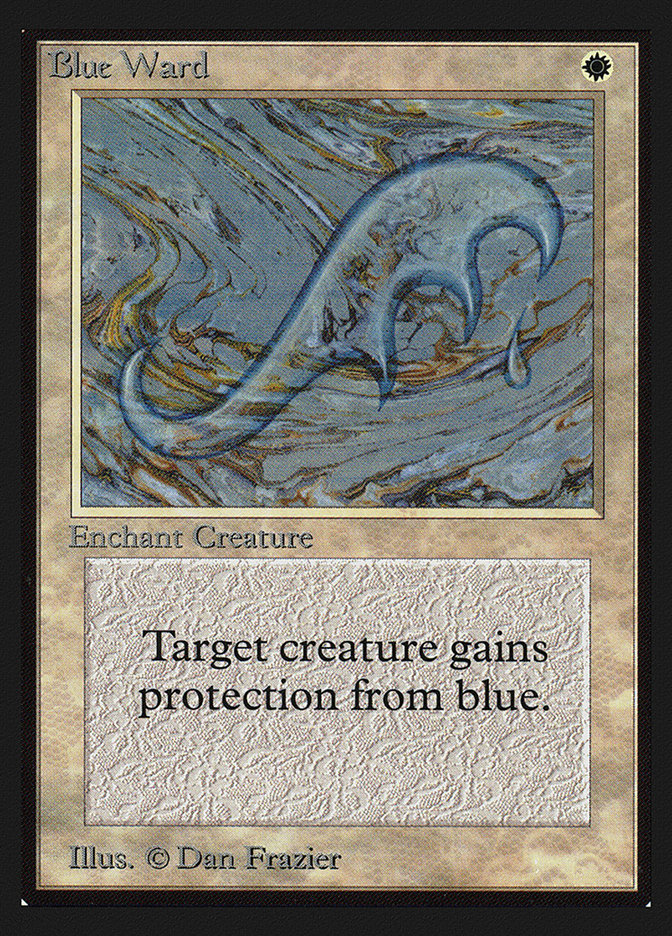 Blue Ward
Enchant Creature
Target creature gains
protection from blue.
Illus. © Dan Frazier